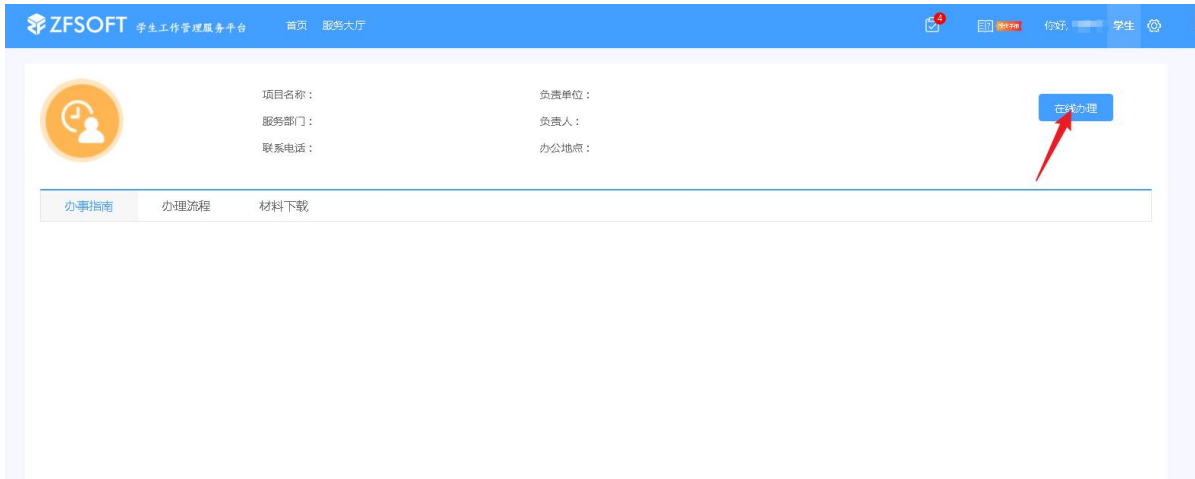 ZFSOFT 学生工作管理服务平台 首页 服务大厅 4 你好, 学生
项目名称： 负责单位： 在线办理
服务部门： 负责人：
联系电话： 办公地点：
办事指南 办理流程 材料下载